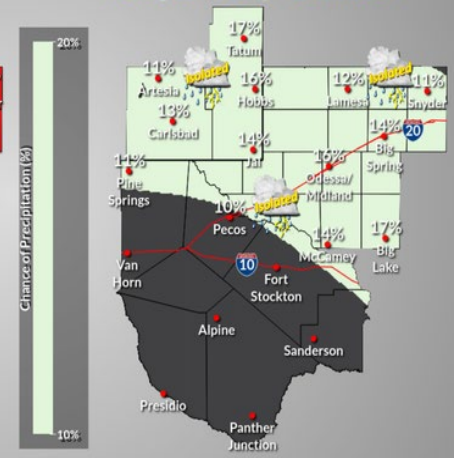 20%
Chance of Precipitation (%)
10%
17%
Tatum
11%
Artesia
isolated
16%
Hobbs
12%
Lamesa
isolated
11%
Snyder
13%
Carlsbad
14%
Jal
14%
Big
Spring
20
11%
Pine
Springs
16%
Odessa/
Midland
isolated
10%
Pecos
14%
McCamey
17%
Big
Lake
Van
Horn
10
Fort
Stockton
Alpine
Sanderson
Presidio
Panther
Junction